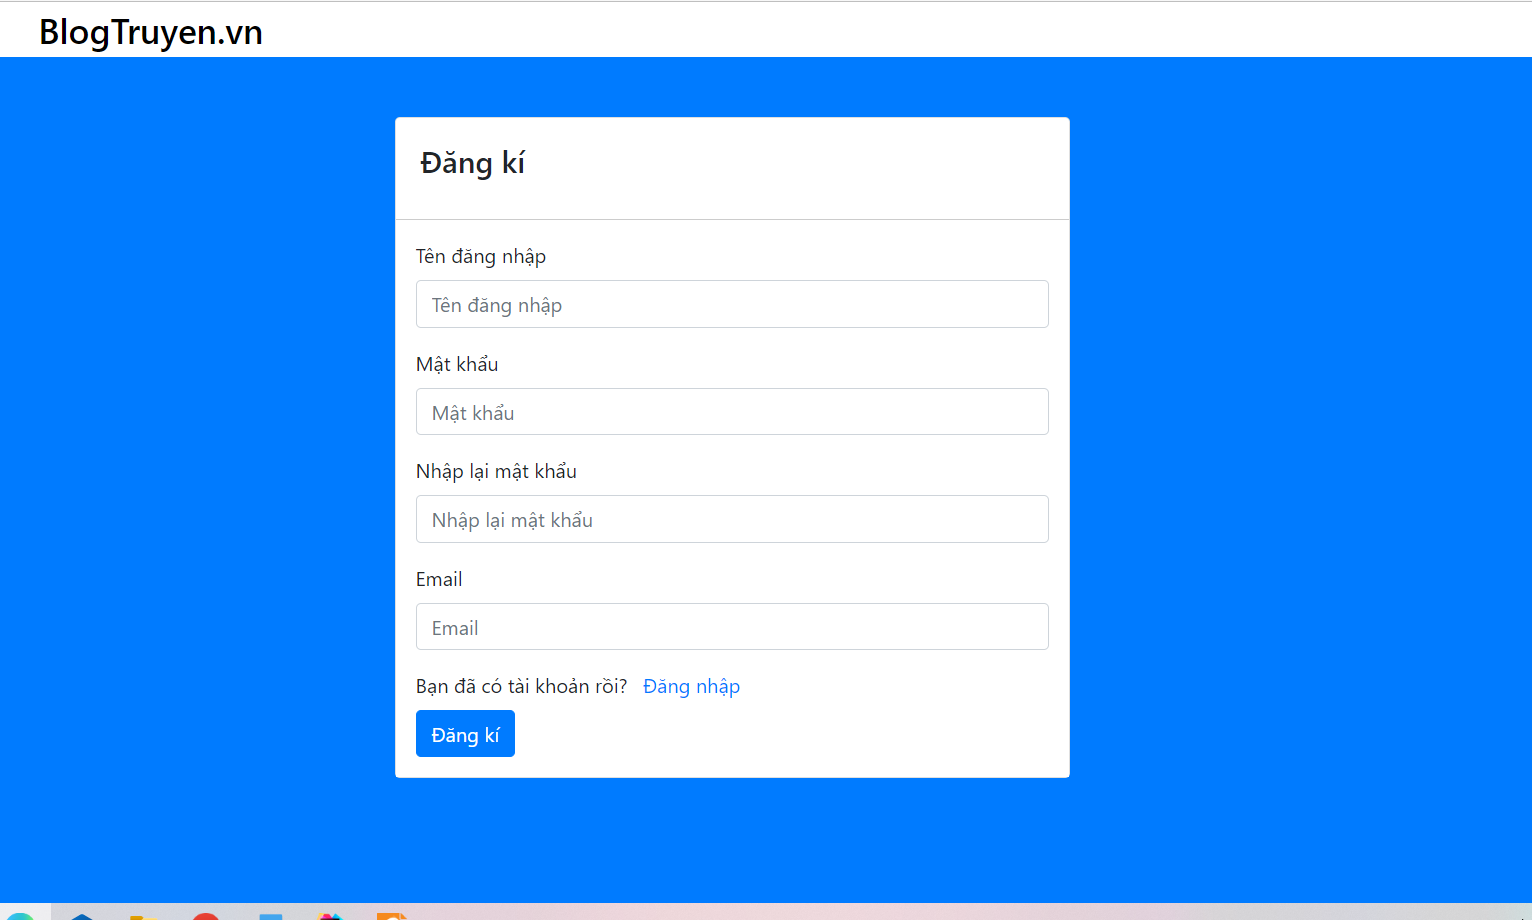 BlogTruyen.vn
Đăng kí
Tên đăng nhập
Tên đăng nhập
Mật khẩu
Mật khẩu
Nhập lại mật khẩu
Nhập lại mật khẩu
Email
Email
Bạn đã có tài khoản rồi? Đăng nhập
Đăng kí